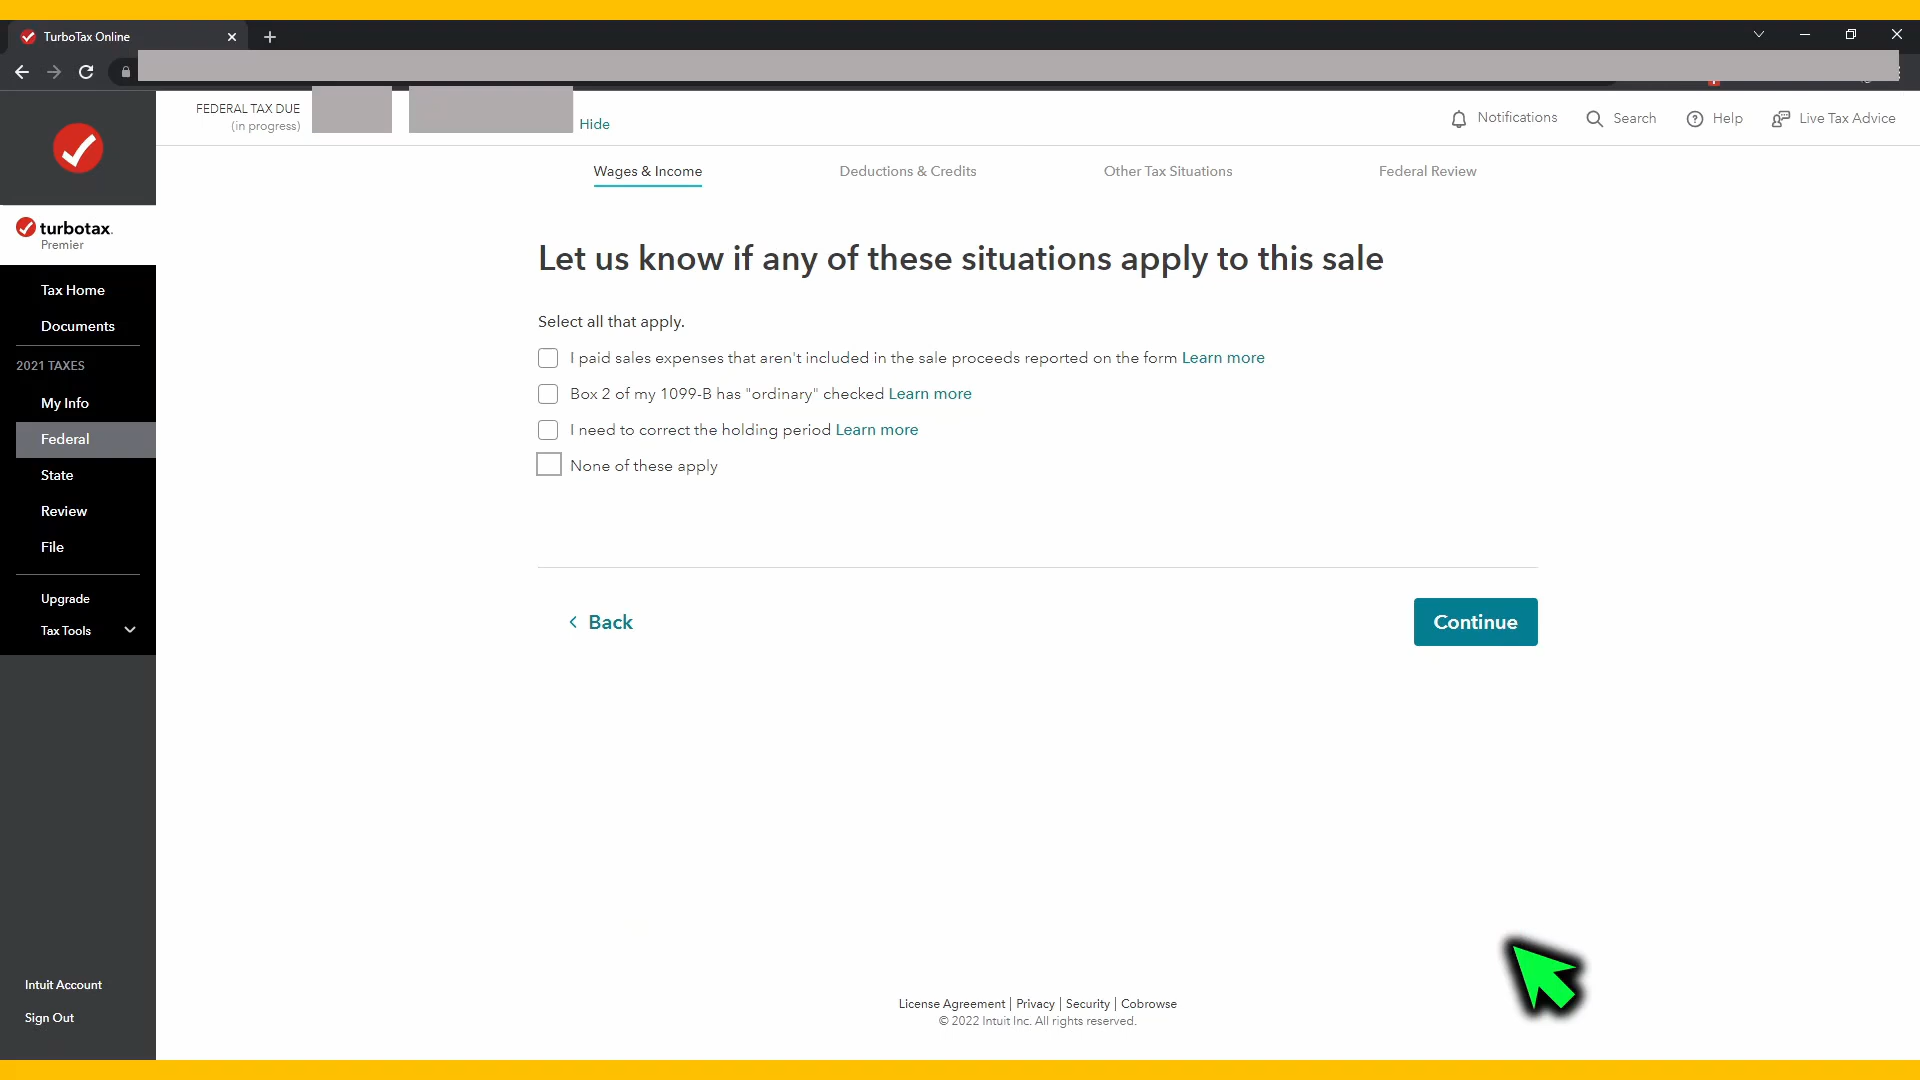 TurboTax Online
FEDERAL TAX DUE
(in progress)
Hide
Notifications
Search
Help
Live Tax Advice
Wages & Income
Deductions & Credits
Other Tax Situations
Federal Review
turbotax.
Premier
Tax Home
Documents
2021 TAXES
My Info
Federal
State
Review
File
Upgrade
Tax Tools
Intuit Account
Sign Out
Let us know if any of these situations apply to this sale
Select all that apply.
I paid sales expenses that aren't included in the sale proceeds reported on the form Learn more
Box 2 of my 1099-B has "ordinary" checked Learn more
I need to correct the holding period Learn more
None of these apply
Back
Continue
License Agreement | Privacy | Security | Cobrowse
© 2022 Intuit Inc. All rights reserved.